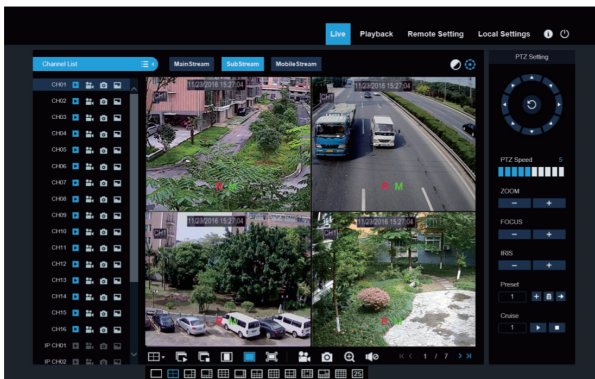 Live Playback Remote Setting Local Settings
Channel List
MainStream SubStream MobileStream
PTZ Setting
CH01
CH02
CH03
CH04
CH05
CH06
CH07
CH08
CH09
CH10
CH11
CH12
CH13
CH14
CH15
CH16
IP CH01
IP CH02
11/23/2016 15:27:04
CH1
R M
11/23/2016 15:27:04
CH1
R M
11/23/2016 15:27:04
CH1
R M
11/23/2016 15:27:04
CH1
R M
PTZ Speed 5
ZOOM
FOCUS
IRIS
Preset
1
Cruise
1
1 / 7
25